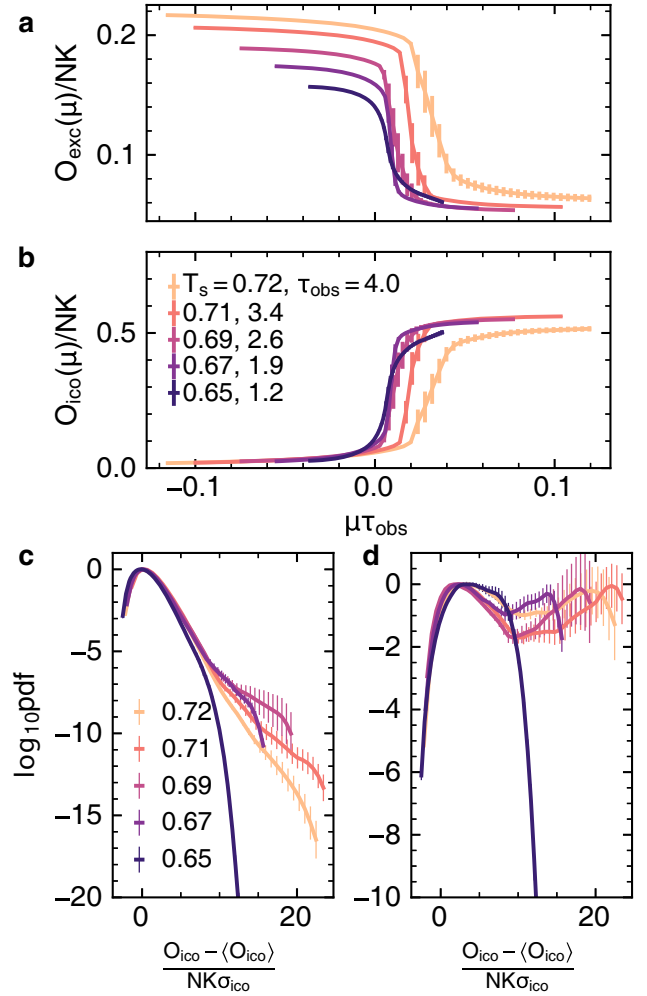 a
0.2
0.1
O_exc(μ)/NK
b
T_s = 0.72, τ_obs = 4.0
0.71, 3.4
0.69, 2.6
0.67, 1.9
0.65, 1.2
0.5
0.0
O_ico(μ)/NK
−0.1 0.0 0.1
μτ_obs
c
0
−5
−10
−15
−20
log₁₀pdf
0.72
0.71
0.69
0.67
0.65
0 20
O_ico − ⟨O_ico⟩
NKσ_ico
d
0
−2
−4
−6
−8
−10
0 20
O_ico − ⟨O_ico⟩
NKσ_ico